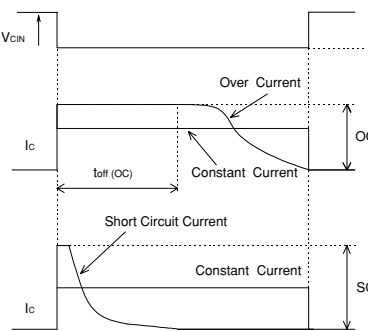 VCIN
Over Current
OC
IC
toff (OC)
Constant Current
Short Circuit Current
Constant Current
SC
IC